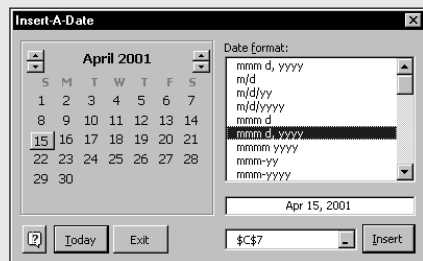 Insert-A-Date
April 2001
S M T W T F S
1 2 3 4 5 6 7
8 9 10 11 12 13 14
15 16 17 18 19 20 21
22 23 24 25 26 27 28
29 30
Today
Exit
Date format:
mmm d, yyyy
m/d
m/d/yy
m/d/yyyy
mmm d
mmm d, yyyy
mmmm yyyy
mmm-yy
mmm-yyyy
Apr 15, 2001
$C$7
Insert